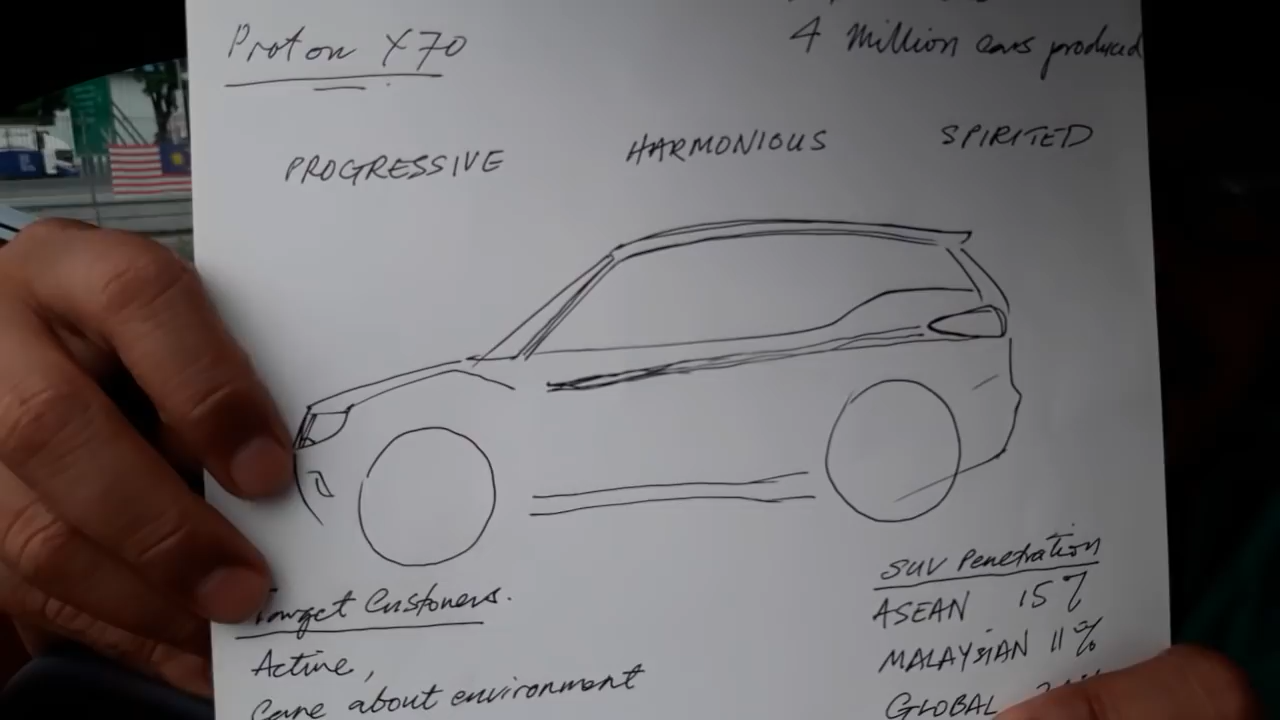 Proton X70
4 Million cars produced
PROGRESSIVE HARMONIOUS SPIRITED
Target Customers.
Active,
Care about environment
SUV Penetration
ASEAN 15%
MALAYSIAN 11%
GLOBAL